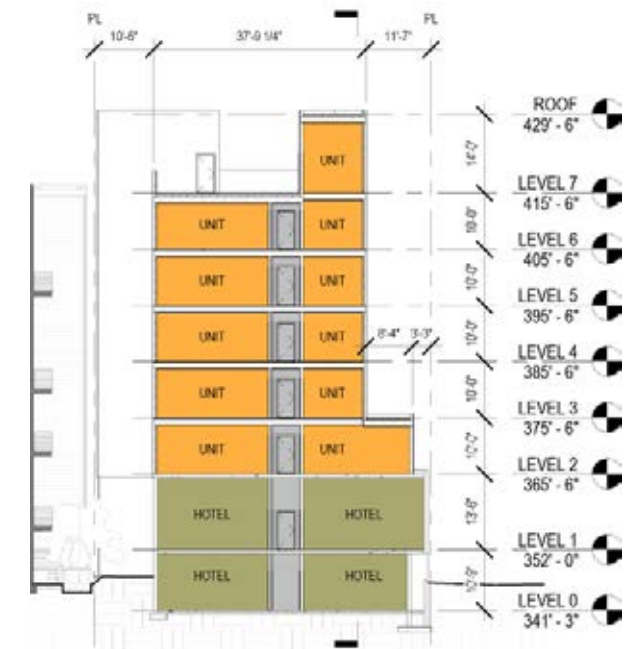 PL
PL
10'-6"
37'-9 1/4"
11'-7"
ROOF
429' - 6"
14'-0"
UNIT
LEVEL 7
415' - 6"
10'-0"
UNIT
UNIT
LEVEL 6
405' - 6"
10'-0"
UNIT
UNIT
LEVEL 5
395' - 6"
8'-4"
3'-3"
10'-0"
UNIT
UNIT
LEVEL 4
385' - 6"
10'-0"
UNIT
UNIT
LEVEL 3
375' - 6"
10'-0"
UNIT
UNIT
LEVEL 2
365' - 6"
13'-6"
HOTEL
HOTEL
LEVEL 1
352' - 0"
HOTEL
HOTEL
LEVEL 0
341' - 3"